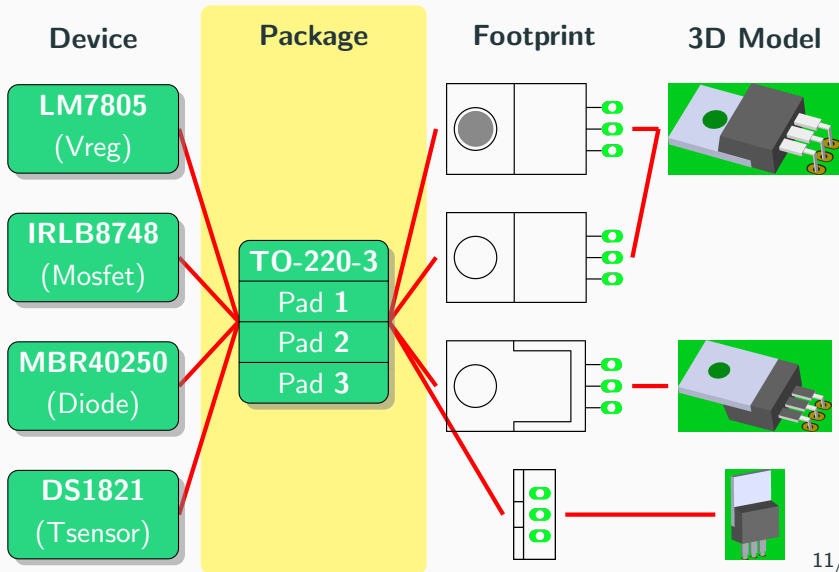 Device
Package
Footprint
3D Model
LM7805
(Vreg)
IRLB8748
(Mosfet)
MBR40250
(Diode)
DS1821
(Tsensor)
TO-220-3
Pad 1
Pad 2
Pad 3
11/